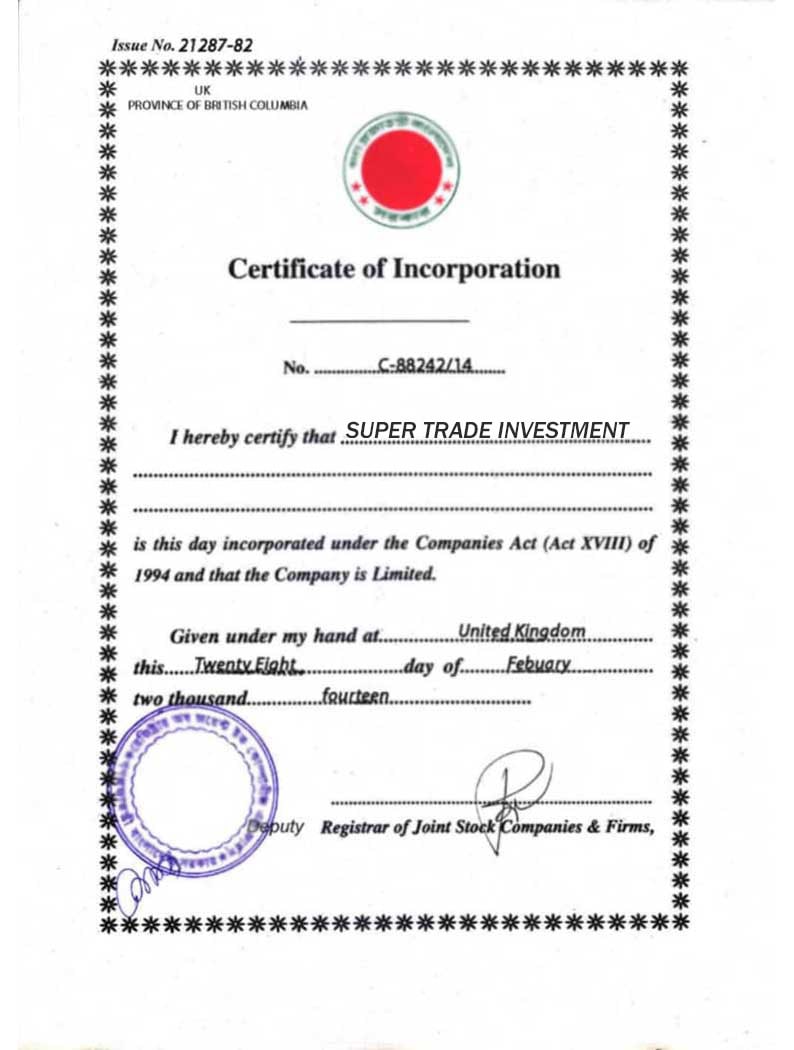 Issue No. 21287-82
UK
PROVINCE OF BRITISH COLUMBIA
সরকার
Certificate of Incorporation
No. ...............C-88242/14........
I hereby certify that SUPER TRADE INVESTMENT
is this day incorporated under the Companies Act (Act XVIII) of
1994 and that the Company is Limited.
Given under my hand at................United Kingdom..............
this......Twenty Eight......................day of.........Febuary.................
two thousand...............fourteen..............................
Deputy Registrar of Joint Stock Companies & Firms,